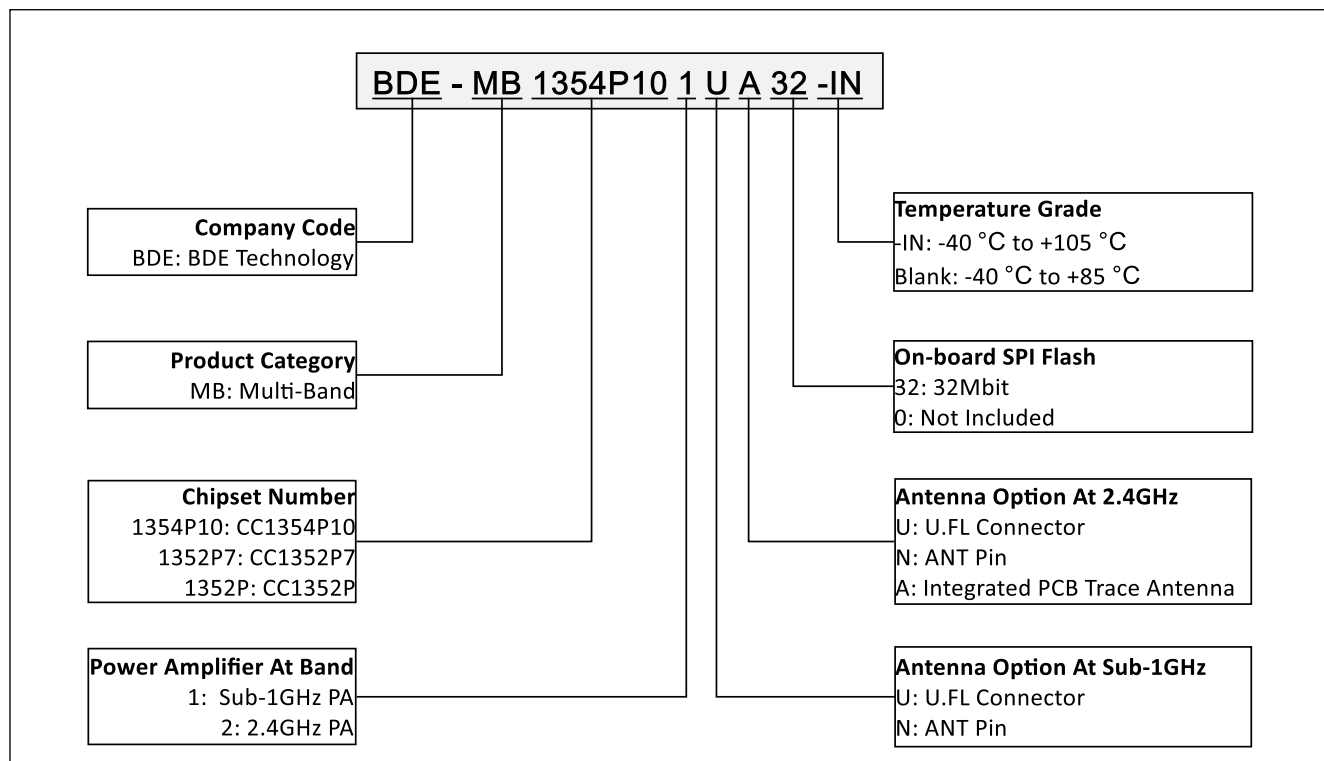 BDE - MB 1354P10 1 U A 32 -IN
Company Code
BDE: BDE Technology
Product Category
MB: Multi-Band
Chipset Number
1354P10: CC1354P10
1352P7: CC1352P7
1352P: CC1352P
Power Amplifier At Band
1: Sub-1GHz PA
2: 2.4GHz PA
Temperature Grade
-IN: -40 °C to +105 °C
Blank: -40 °C to +85 °C
On-board SPI Flash
32: 32Mbit
0: Not Included
Antenna Option At 2.4GHz
U: U.FL Connector
N: ANT Pin
A: Integrated PCB Trace Antenna
Antenna Option At Sub-1GHz
U: U.FL Connector
N: ANT Pin